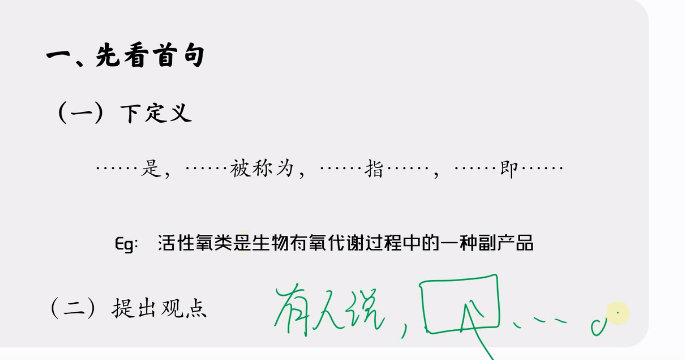 一、先看首句
（一）下定义
……是，……被称为，……指……，……即……
Eg: 活性氧类是生物有氧代谢过程中的一种副产品
（二）提出观点 有人说，